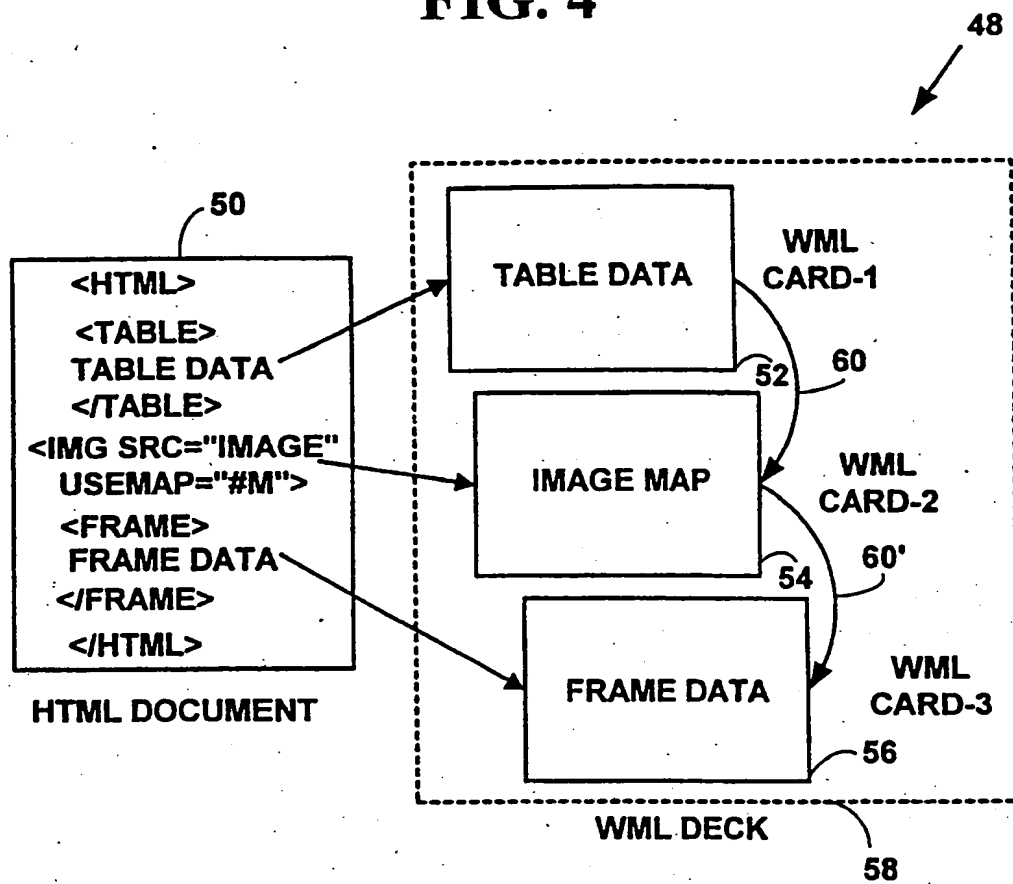 FIG. 4
48
50
<HTML>
<TABLE>
TABLE DATA
</TABLE>
<IMG SRC="IMAGE"
USEMAP="#M">
<FRAME>
FRAME DATA
</FRAME>
</HTML>
HTML DOCUMENT
TABLE DATA
WML
CARD-1
52
60
IMAGE MAP
WML
CARD-2
54
60'
FRAME DATA
WML
CARD-3
56
WML DECK
58